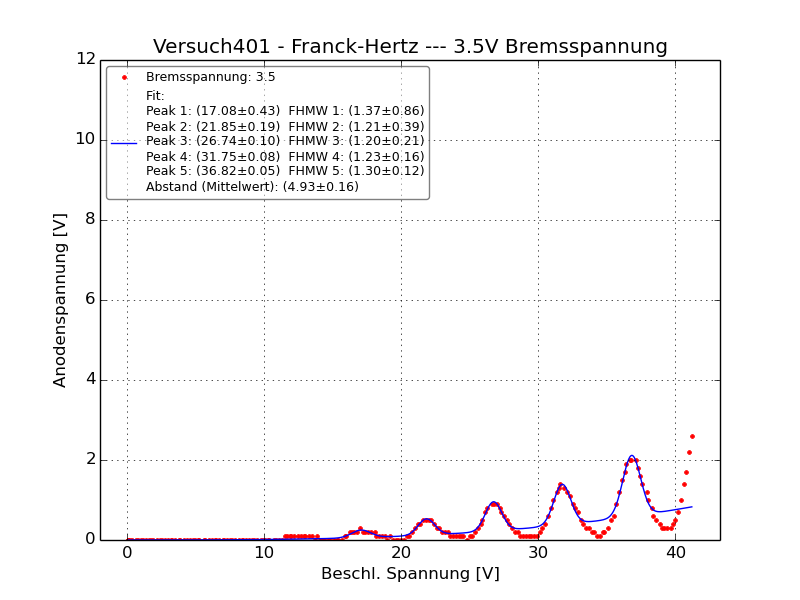 Versuch401 - Franck-Hertz --- 3.5V Bremsspannung
12
10
8
6
4
2
0
Anodenspannung [V]
Bremsspannung: 3.5
Fit:
Peak 1: (17.08±0.43)  FHMW 1: (1.37±0.86)
Peak 2: (21.85±0.19)  FHMW 2: (1.21±0.39)
Peak 3: (26.74±0.10)  FHMW 3: (1.20±0.21)
Peak 4: (31.75±0.08)  FHMW 4: (1.23±0.16)
Peak 5: (36.82±0.05)  FHMW 5: (1.30±0.12)
Abstand (Mittelwert): (4.93±0.16)
0 10 20 30 40
Beschl. Spannung [V]